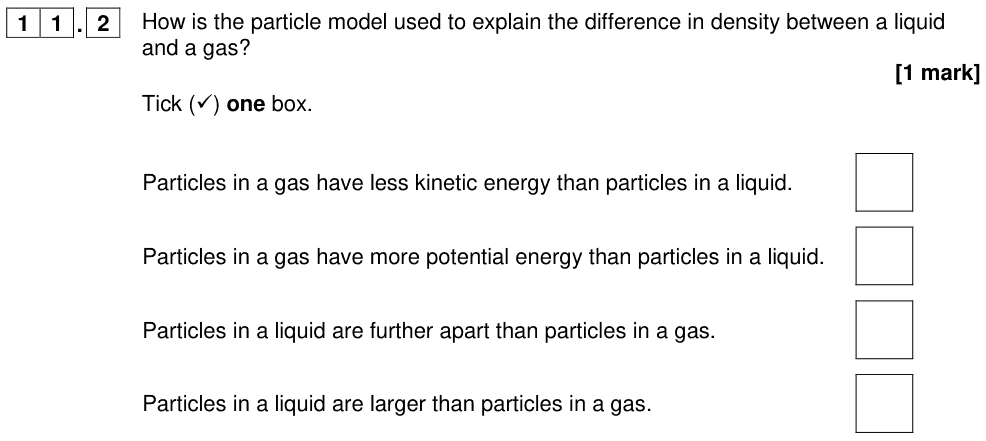 11.2 How is the particle model used to explain the difference in density between a liquid
and a gas?
[1 mark]
Tick (✓) one box.
Particles in a gas have less kinetic energy than particles in a liquid.
Particles in a gas have more potential energy than particles in a liquid.
Particles in a liquid are further apart than particles in a gas.
Particles in a liquid are larger than particles in a gas.